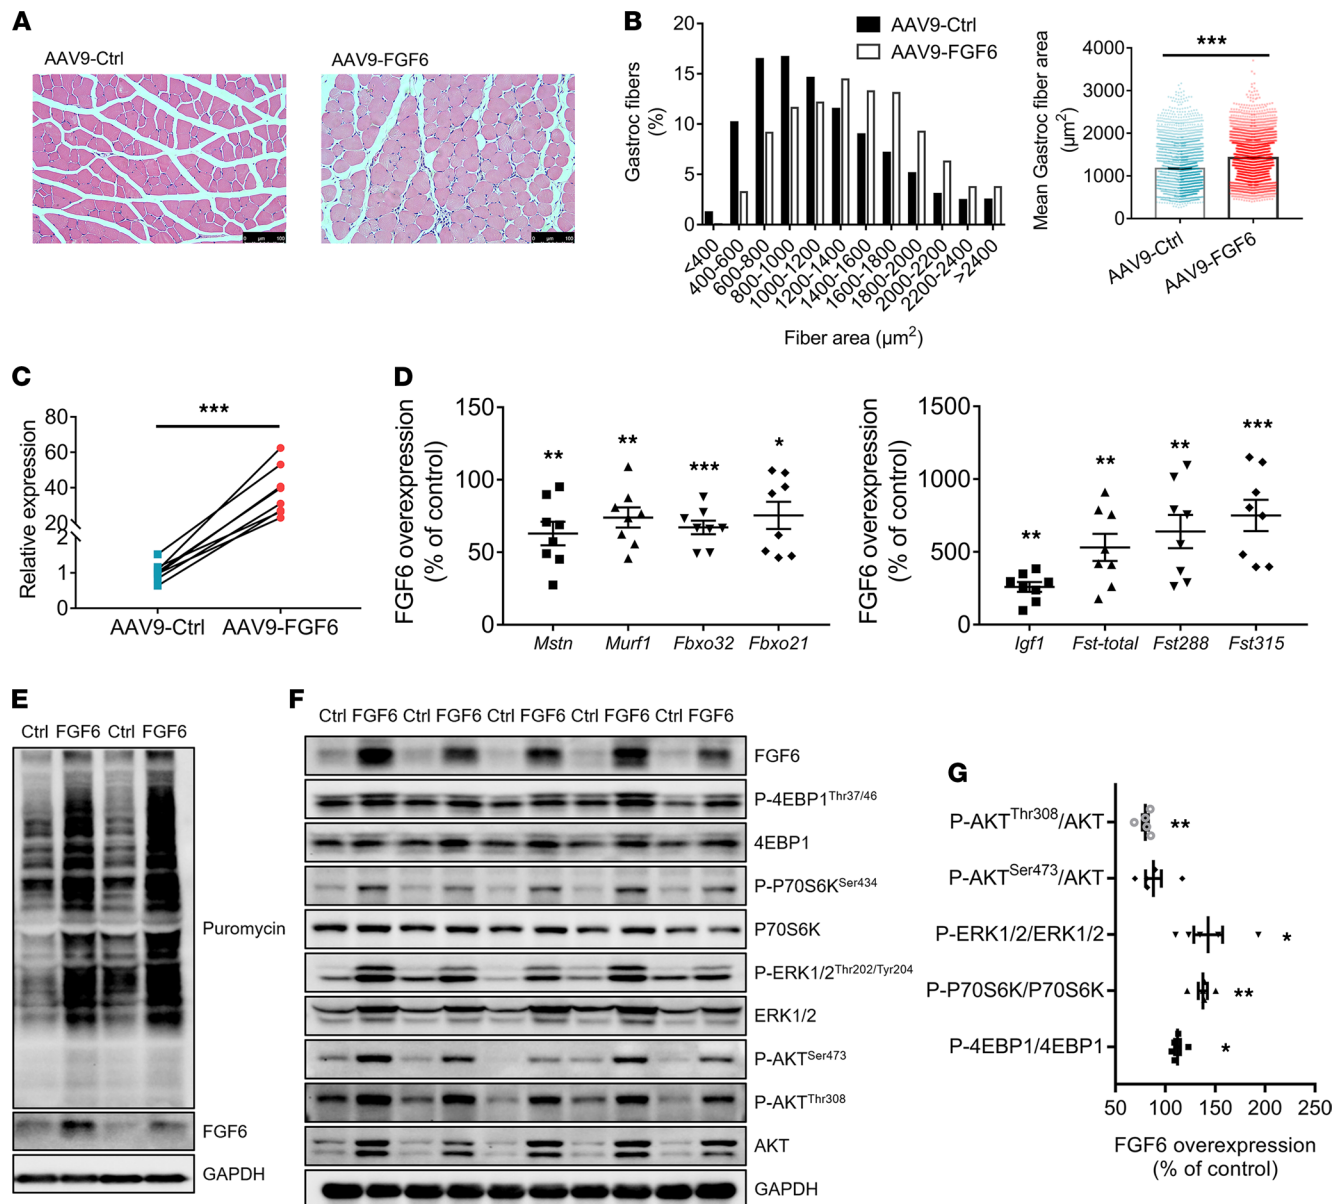 A
AAV9-Ctrl
AAV9-FGF6
0 µm 100
0 µm 100
B
AAV9-Ctrl
AAV9-FGF6
Gastroc fibers
(%)
20
15
10
5
0
<400
400-600
600-800
800-1000
1000-1200
1200-1400
1400-1600
1600-1800
1800-2000
2000-2200
2200-2400
>2400
Fiber area (µm²)
Mean Gastroc fiber area
(µm²)
4000
3000
2000
1000
0
***
AAV9-Ctrl
AAV9-FGF6
C
Relative expression
80
60
40
20
2
1
0
***
AAV9-Ctrl AAV9-FGF6
D
FGF6 overexpression
(% of control)
150
100
50
0
**
**
***
*
Mstn Murf1 Fbxo32 Fbxo21
FGF6 overexpression
(% of control)
1500
1000
500
0
**
**
**
***
Igf1 Fst-total Fst288 Fst315
E
Ctrl FGF6 Ctrl FGF6
Puromycin
FGF6
GAPDH
F
Ctrl FGF6 Ctrl FGF6 Ctrl FGF6 Ctrl FGF6 Ctrl FGF6
FGF6
P-4EBP1Thr37/46
4EBP1
P-P70S6KSer434
P70S6K
P-ERK1/2Thr202/Tyr204
ERK1/2
P-AKTSer473
P-AKTThr308
AKT
GAPDH
G
P-AKTThr308/AKT **
P-AKTSer473/AKT
P-ERK1/2/ERK1/2 *
P-P70S6K/P70S6K **
P-4EBP1/4EBP1 *
50 100 150 200 250
FGF6 overexpression
(% of control)